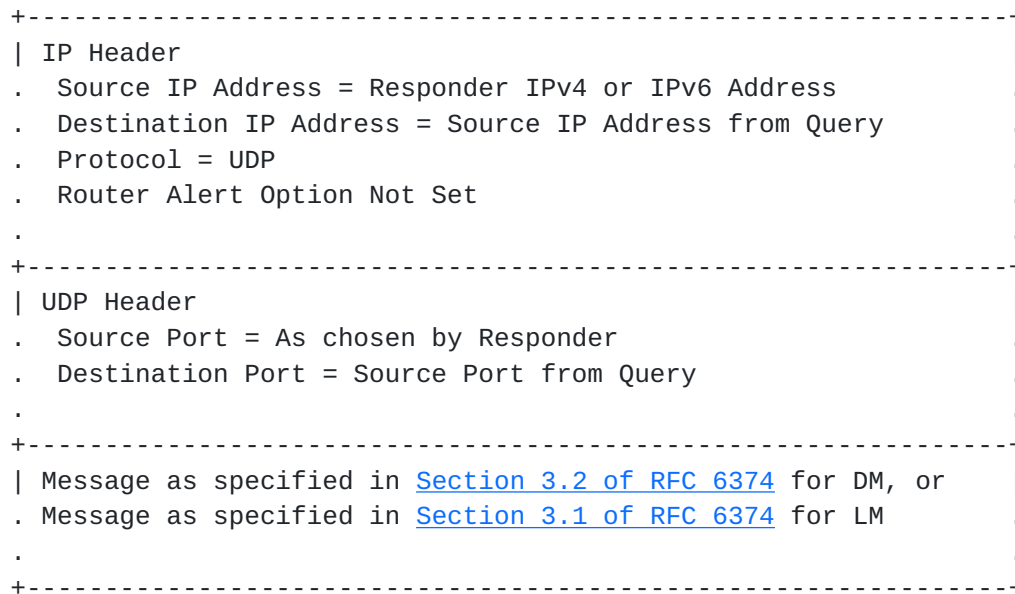 +---------------------------------------------------------------
| IP Header
.  Source IP Address = Responder IPv4 or IPv6 Address          .
.  Destination IP Address = Source IP Address from Query       .
.  Protocol = UDP                                              .
.  Router Alert Option Not Set                                 .
.                                                              .
+---------------------------------------------------------------
| UDP Header
.  Source Port = As chosen by Responder                        .
.  Destination Port = Source Port from Query                   .
.                                                              .
+---------------------------------------------------------------
| Message as specified in Section 3.2 of RFC 6374 for DM, or
. Message as specified in Section 3.1 of RFC 6374 for LM       .
.                                                              .
+---------------------------------------------------------------